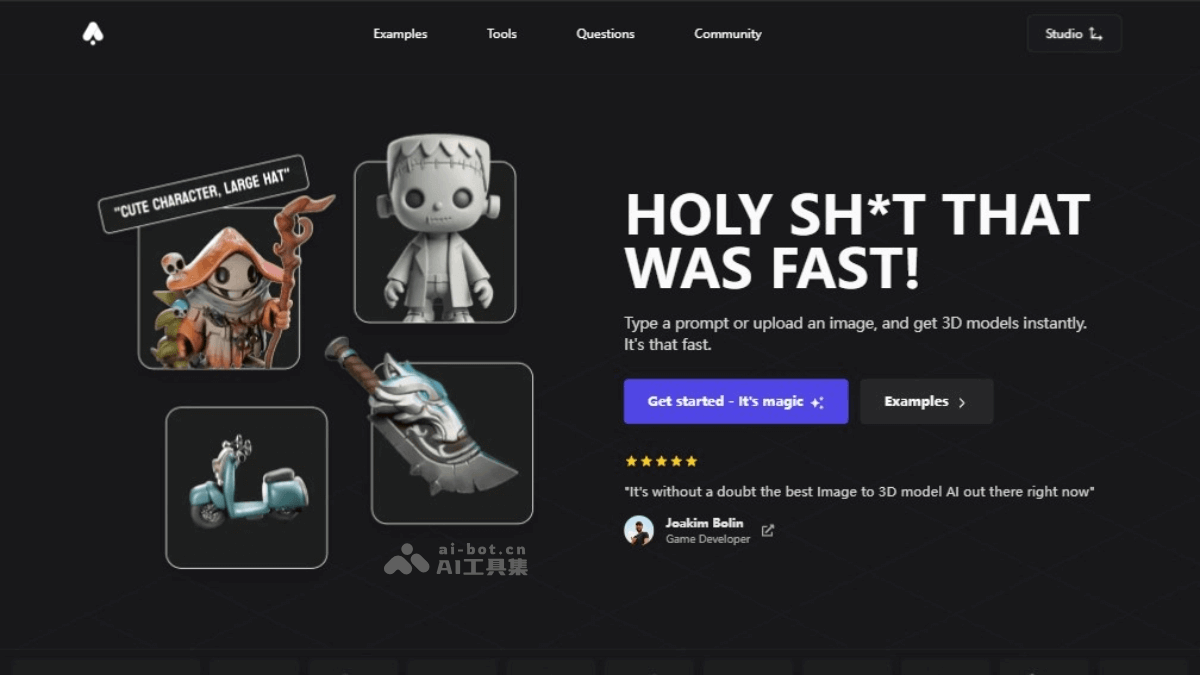 Examples
Tools
Questions
Community
Studio
"CUTE CHARACTER, LARGE HAT"
HOLY SH*T THAT
WAS FAST!
Type a prompt or upload an image, and get 3D models instantly.
It's that fast.
Get started - It's magic
Examples
"It's without a doubt the best Image to 3D model AI out there right now"
Joakim Bolin
Game Developer
ai-bot.cn
AI工具集